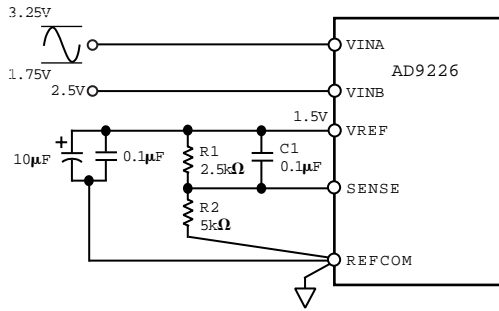 3.25V
VINA
AD9226
1.75V
2.5V
VINB
1.5V
VREF
+
10µF
0.1µF
R1
2.5kΩ
C1
0.1µF
SENSE
R2
5kΩ
REFCOM